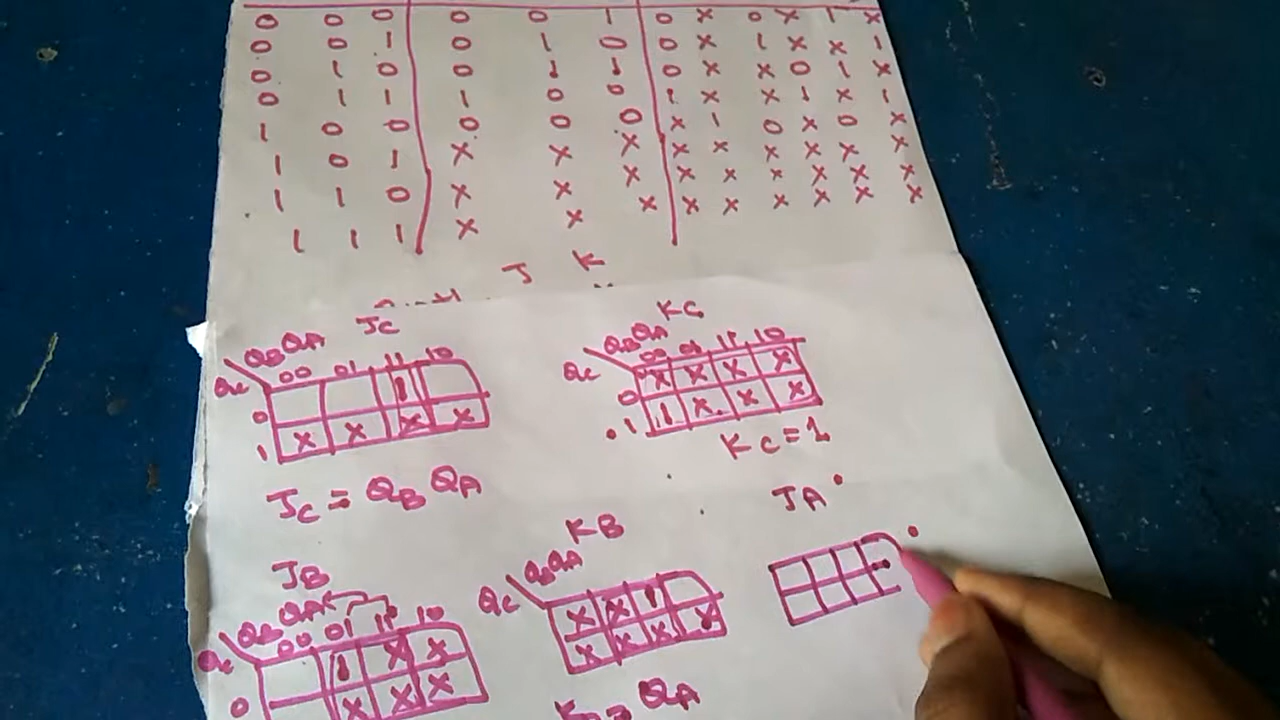 0 0 0 0 0 1 0 X 0 X 1 X
0 0 1 0 1 0 0 X 1 X X 1
0 1 0 0 1 1 0 X X 0 1 X
0 1 1 1 0 0 1 X X 1 X 1
1 0 0 0 0 0 X 1 0 X 0 X
1 0 1 X X X X X X X X X
1 1 0 X X X X X X X X X
1 1 1 X X X X X X X X X
J K
JC
QBQA
QC 00 01 11 10
0 1
1 X X X X
JC = QB QA
KC
QBQA
QC 00 01 11 10
0 X X X X
1 1 X X X
KC=1
JB
QB QA
QC 00 01 11 10
0 1 X X
X X X
KB
QBQA
QC
X X 1
X X X X
QA
JA